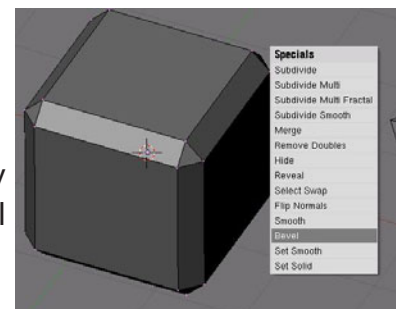 Specials
Subdivide
Subdivide Multi
Subdivide Multi Fractal
Subdivide Smooth
Merge
Remove Doubles
Hide
Reveal
Select Swap
Flip Normals
Smooth
Bevel
Set Smooth
Set Solid